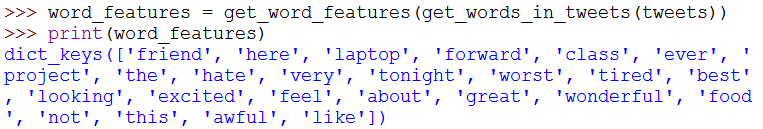 >>> word_features = get_word_features(get_words_in_tweets(tweets))
>>> print(word_features)
dict_keys(['friend', 'here', 'laptop', 'forward', 'class', 'ever', '
project', 'the', 'hate', 'very', 'tonight', 'worst', 'tired', 'best'
, 'looking', 'excited', 'feel', 'about', 'great', 'wonderful', 'food
', 'not', 'this', 'awful', 'like'])